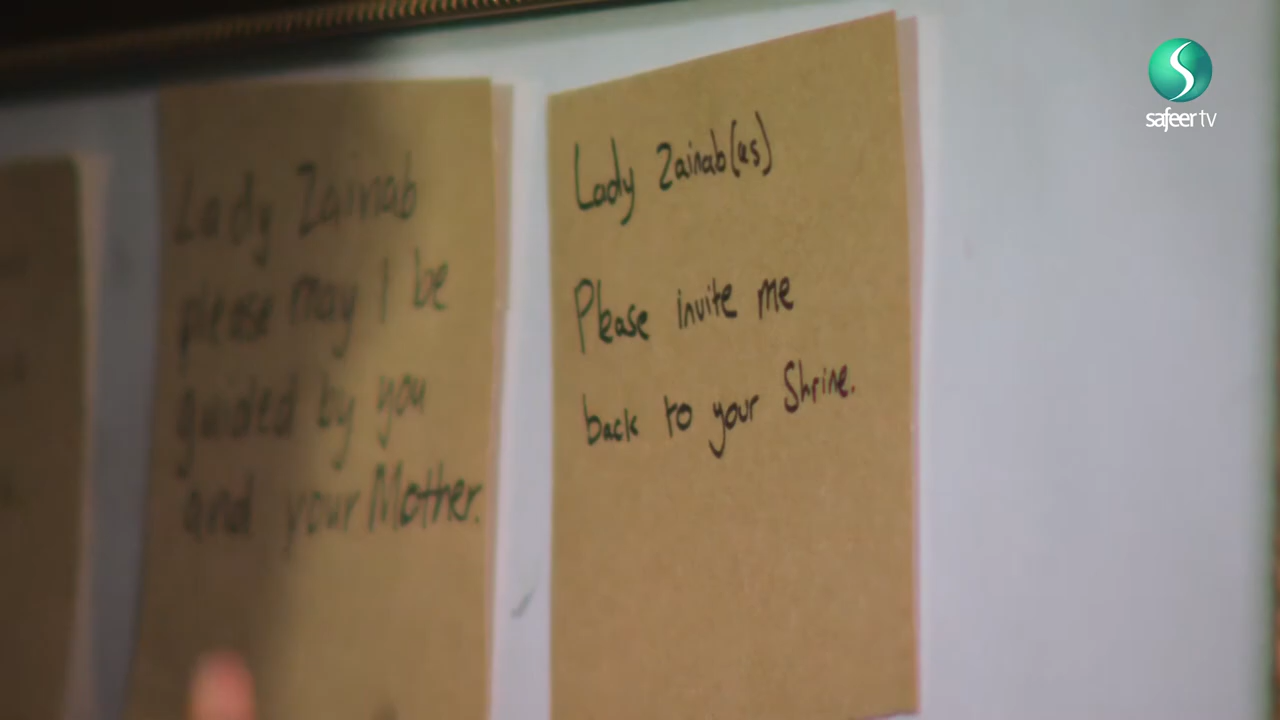 Lady Zainab
please may I be
guided by you
and your Mother.
Lady Zainab(as)
Please invite me
back to your Shrine.
safeer tv